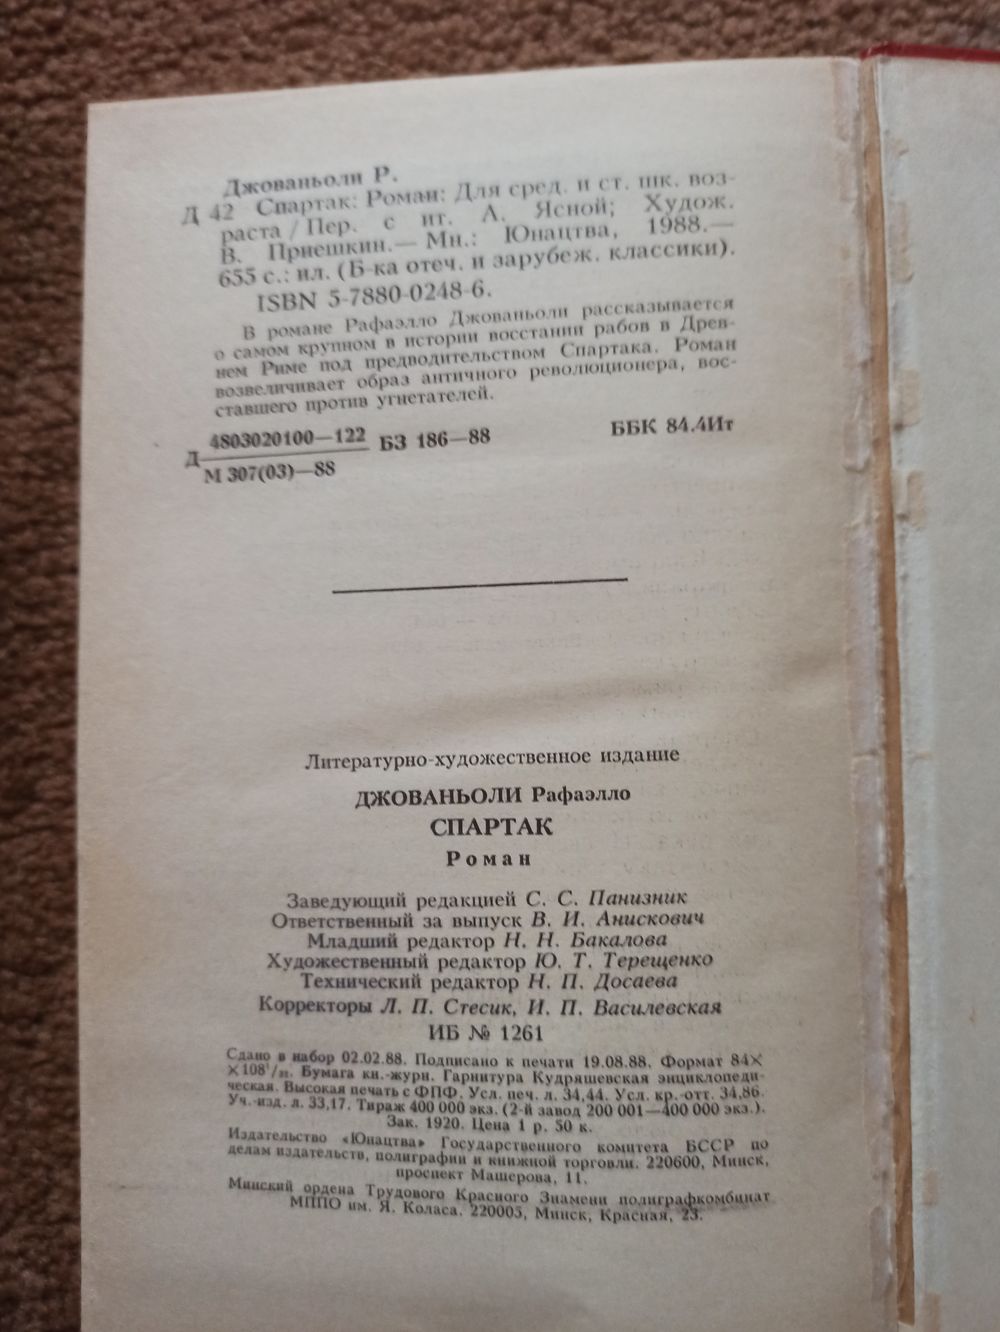 Джованьоли Р.
Д 42 Спартак: Роман: Для сред. и ст. шк. воз-
раста / Пер. с ит. А. Ясной; Худож.
В. Приешкин.— Мн.: Юнацтва, 1988.—
655 с.: ил. (Б-ка отеч. и зарубеж. классики).
ISBN 5-7880-0248-6.
В романе Рафаэлло Джованьоли рассказывается
о самом крупном в истории восстании рабов в Древ-
нем Риме под предводительством Спартака. Роман
возвеличивает образ античного революционера, вос-
ставшего против угнетателей.
Д 4803020100—122 БЗ 186—88 ББК 84.4Ит
М 307(03)—88
Литературно-художественное издание
ДЖОВАНЬОЛИ Рафаэлло
СПАРТАК
Роман
Заведующий редакцией С. С. Панизник
Ответственный за выпуск В. И. Анискович
Младший редактор Н. Н. Бакалова
Художественный редактор Ю. Т. Терещенко
Технический редактор Н. П. Досаева
Корректоры Л. П. Стесик, И. П. Василевская
ИБ № 1261
Сдано в набор 02.02.88. Подписано к печати 19.08.88. Формат 84×
×108¹/₃₂. Бумага кн.-журн. Гарнитура Кудряшевская энциклопеди-
ческая. Высокая печать с ФПФ. Усл. печ. л. 34,44. Усл. кр.-отт. 34,86.
Уч.-изд. л. 33,17. Тираж 400 000 экз. (2-й завод 200 001—400 000 экз.).
Зак. 1920. Цена 1 р. 50 к.
Издательство «Юнацтва» Государственного комитета БССР по
делам издательств, полиграфии и книжной торговли. 220600, Минск,
проспект Машерова, 11.
Минский ордена Трудового Красного Знамени полиграфкомбинат
МППО им. Я. Коласа. 220005, Минск, Красная, 23.